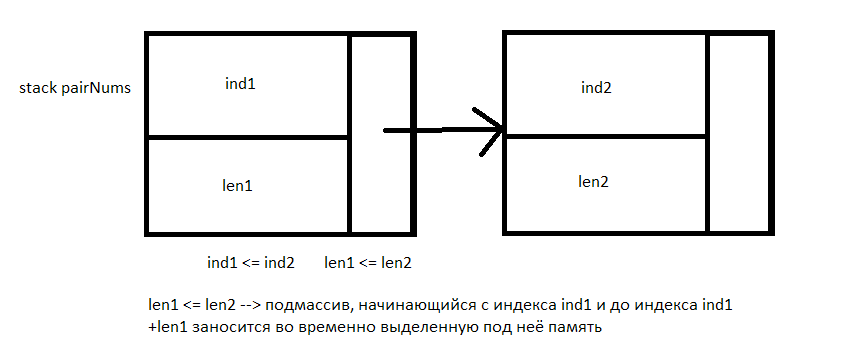 stack pairNums
ind1
len1
ind2
len2
ind1 <= ind2
len1 <= len2
len1 <= len2 --> подмассив, начинающийся с индекса ind1 и до индекса ind1
+len1 заносится во временно выделенную под неё память